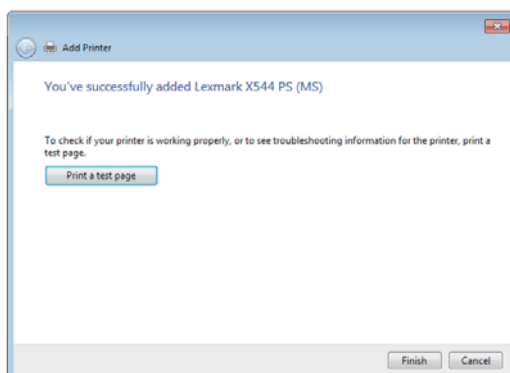 Add Printer
You've successfully added Lexmark X544 PS (MS)
To check if your printer is working properly, or to see troubleshooting information for the printer, print a
test page.
Print a test page
Finish Cancel